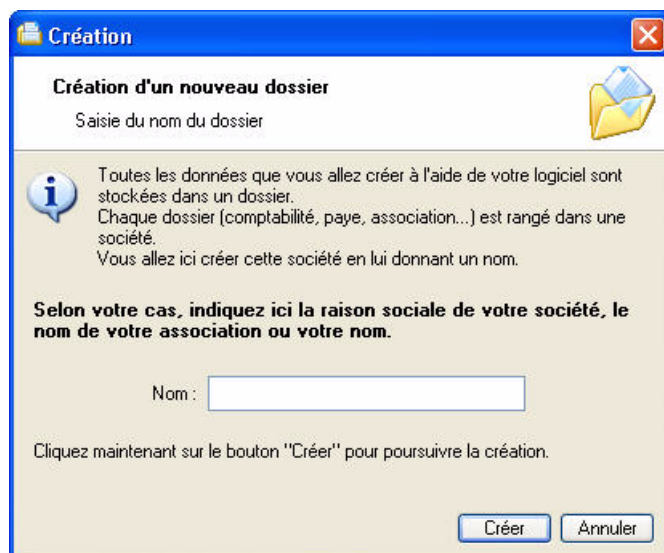 Création
Création d'un nouveau dossier
Saisie du nom du dossier
Toutes les données que vous allez créer à l'aide de votre logiciel sont
stockées dans un dossier.
Chaque dossier (comptabilité, paye, association...) est rangé dans une
société.
Vous allez ici créer cette société en lui donnant un nom.
Selon votre cas, indiquez ici la raison sociale de votre société, le
nom de votre association ou votre nom.
Nom :
Cliquez maintenant sur le bouton "Créer" pour poursuivre la création.
Créer Annuler